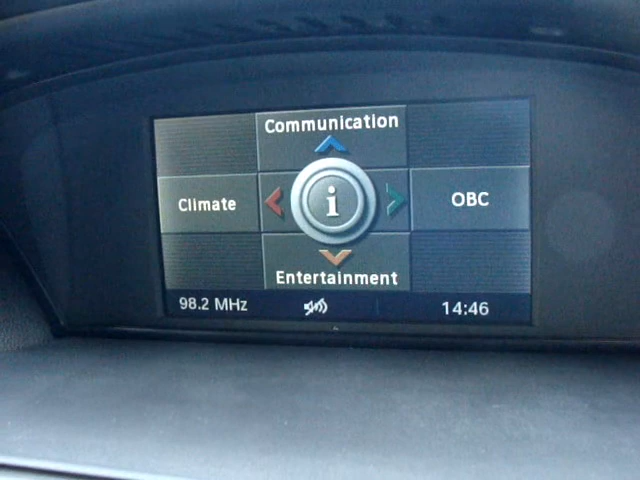 Communication
Climate
i
OBC
Entertainment
98.2 MHz
14:46